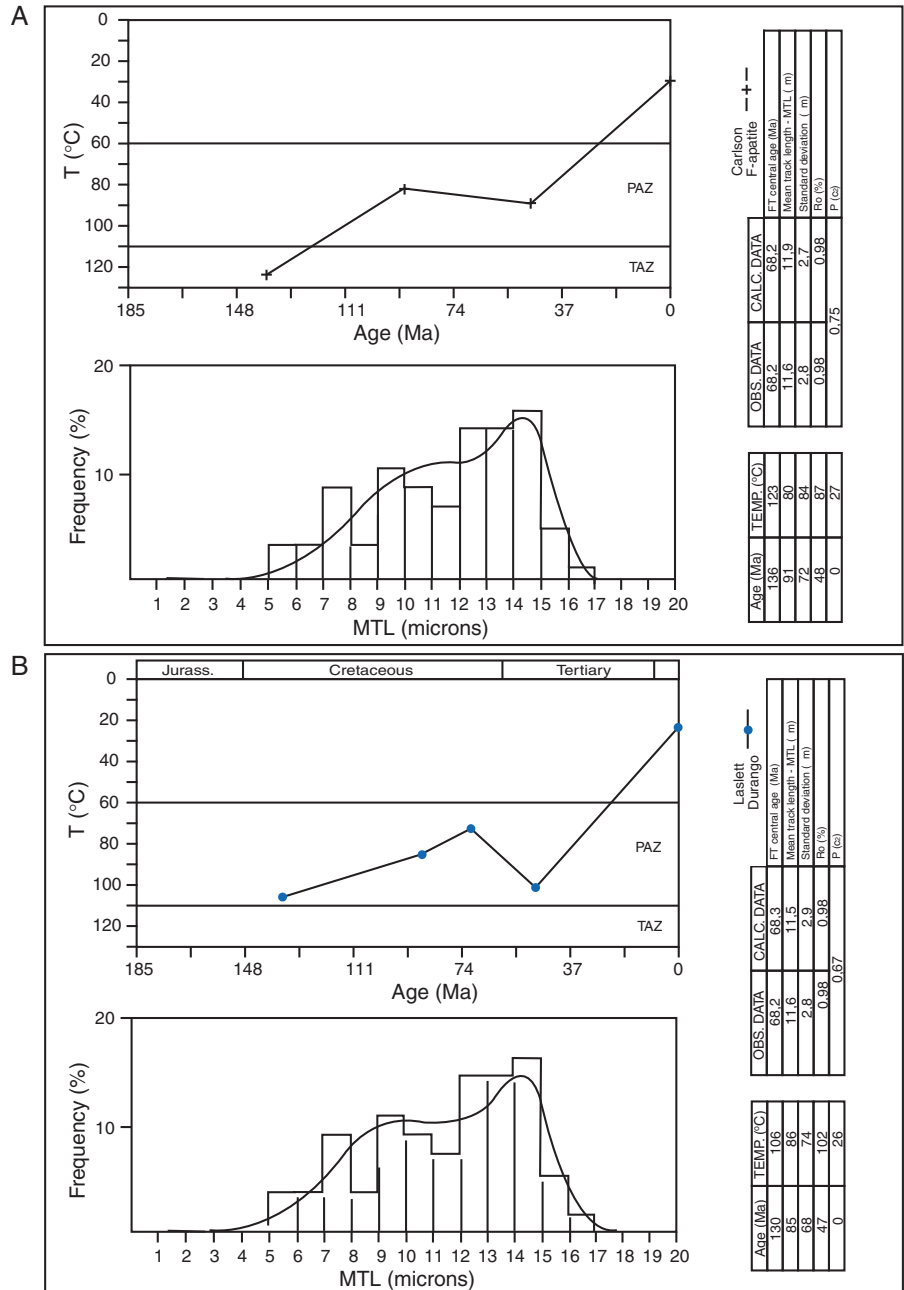 A
0
20
40
60
80
100
120
T (°C)
PAZ
TAZ
185 148 111 74 37 0
Age (Ma)
20
10
Frequency (%)
1 2 3 4 5 6 7 8 9 10 11 12 13 14 15 16 17 18 19 20
MTL (microns)
Carlson
F-apatite
OBS. DATA CALC. DATA
68,2 68,2 FT central age (Ma)
11,6 11,9 Mean track length - MTL ( m)
2,8 2,7 Standard deviation ( m)
0,98 0,98 Ro (%)
0,75 P (c2)
Age (Ma) TEMP. (°C)
136 123
91 80
72 84
48 87
0 27
B
Jurass. Cretaceous Tertiary
0
20
40
60
80
100
120
T (°C)
PAZ
TAZ
185 148 111 74 37 0
Age (Ma)
20
10
Frequency (%)
1 2 3 4 5 6 7 8 9 10 11 12 13 14 15 16 17 18 19 20
MTL (microns)
Laslett
Durango
OBS. DATA CALC. DATA
68,2 68,3 FT central age (Ma)
11,6 11,5 Mean track length - MTL ( m)
2,8 2,9 Standard deviation ( m)
0,98 0,98 Ro (%)
0,67 P (c2)
Age (Ma) TEMP. (°C)
130 106
85 86
68 74
47 102
0 26